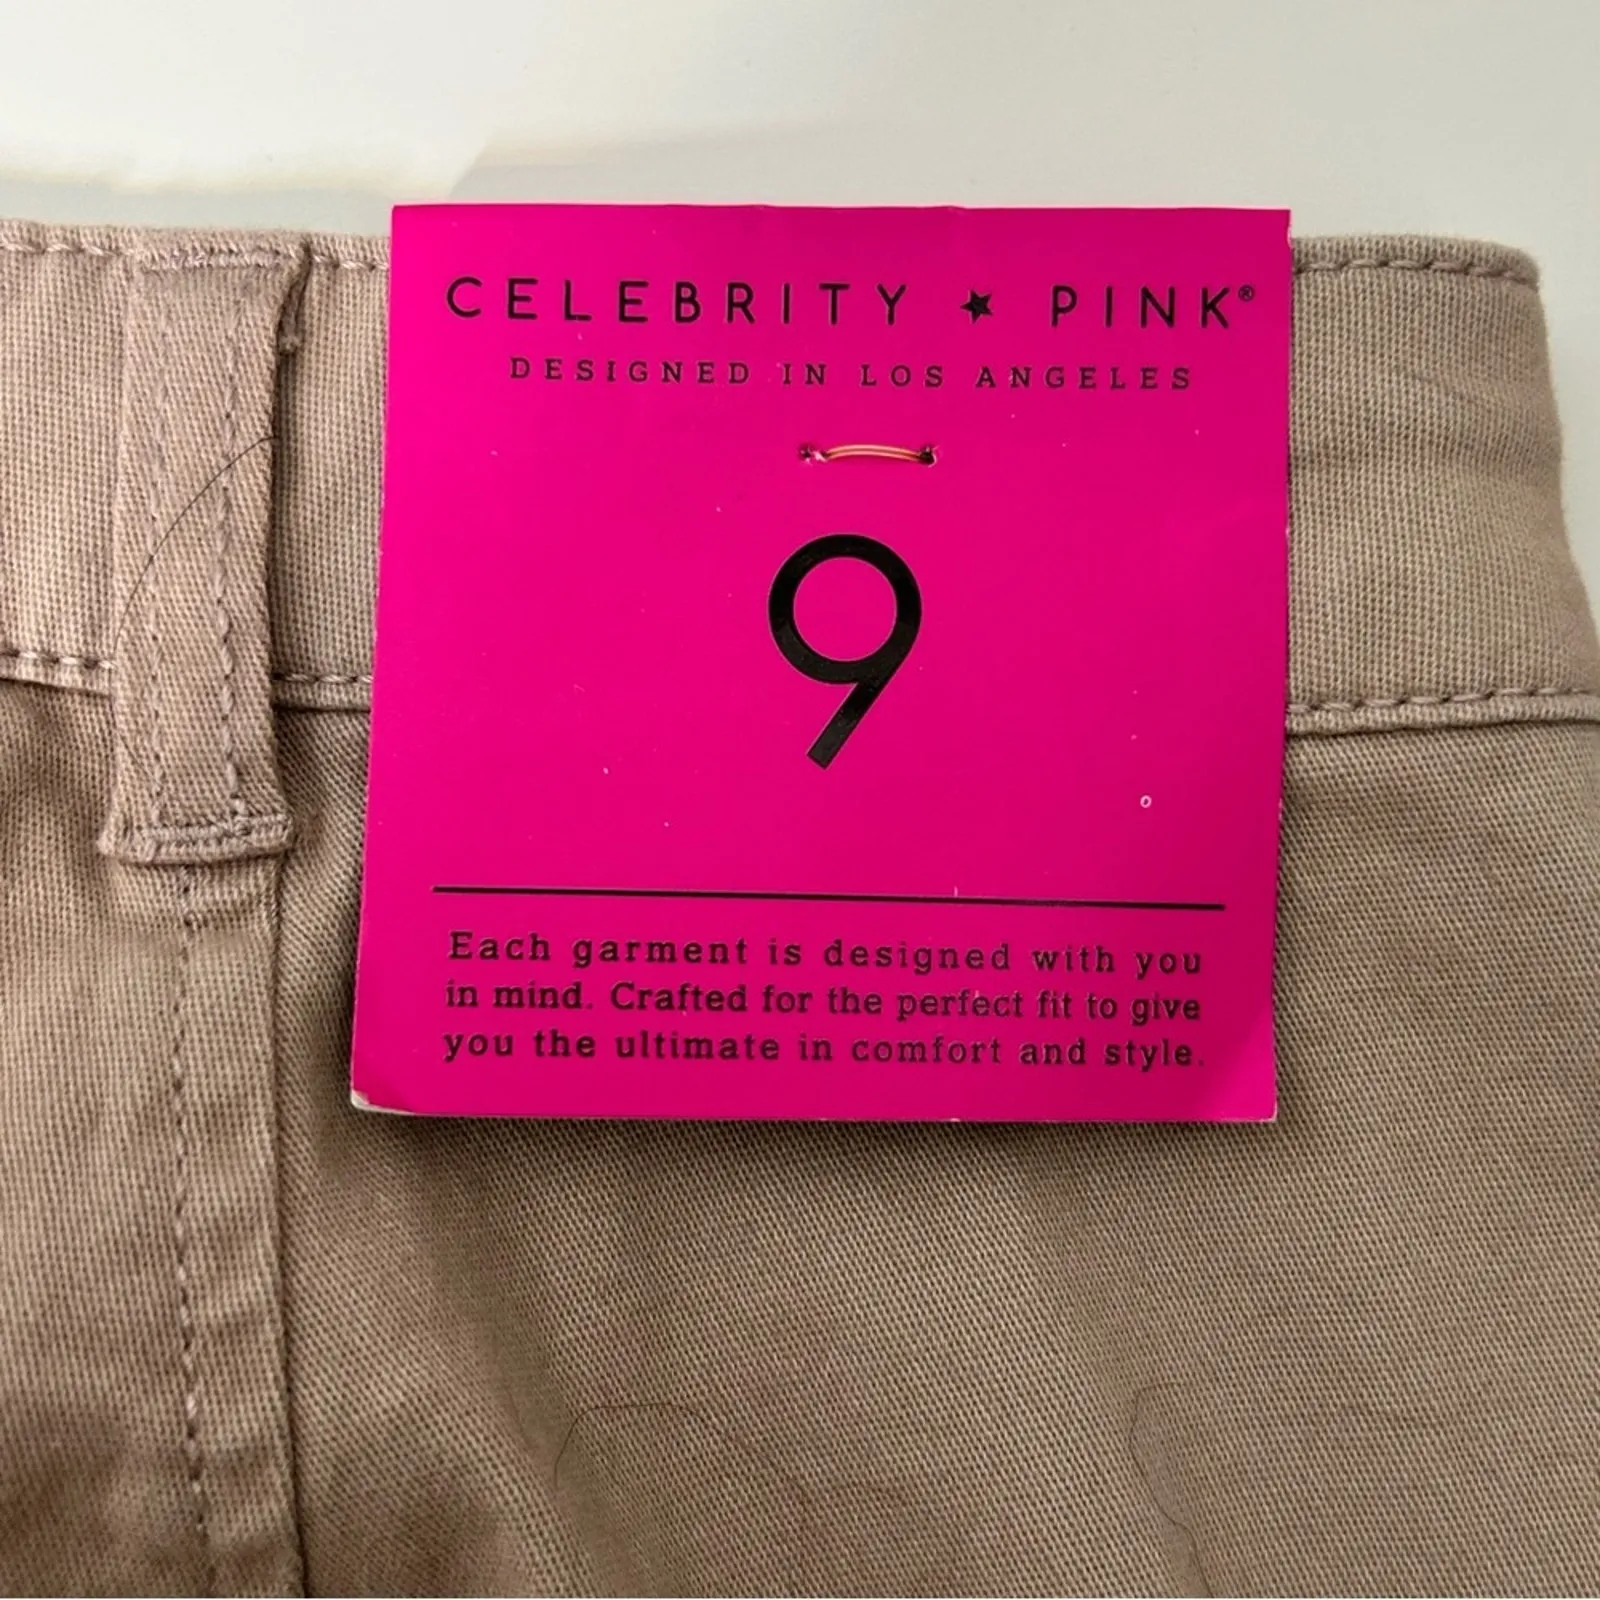 CELEBRITY ★ PINK®
DESIGNED IN LOS ANGELES
9
Each garment is designed with you
in mind. Crafted for the perfect fit to give
you the ultimate in comfort and style.